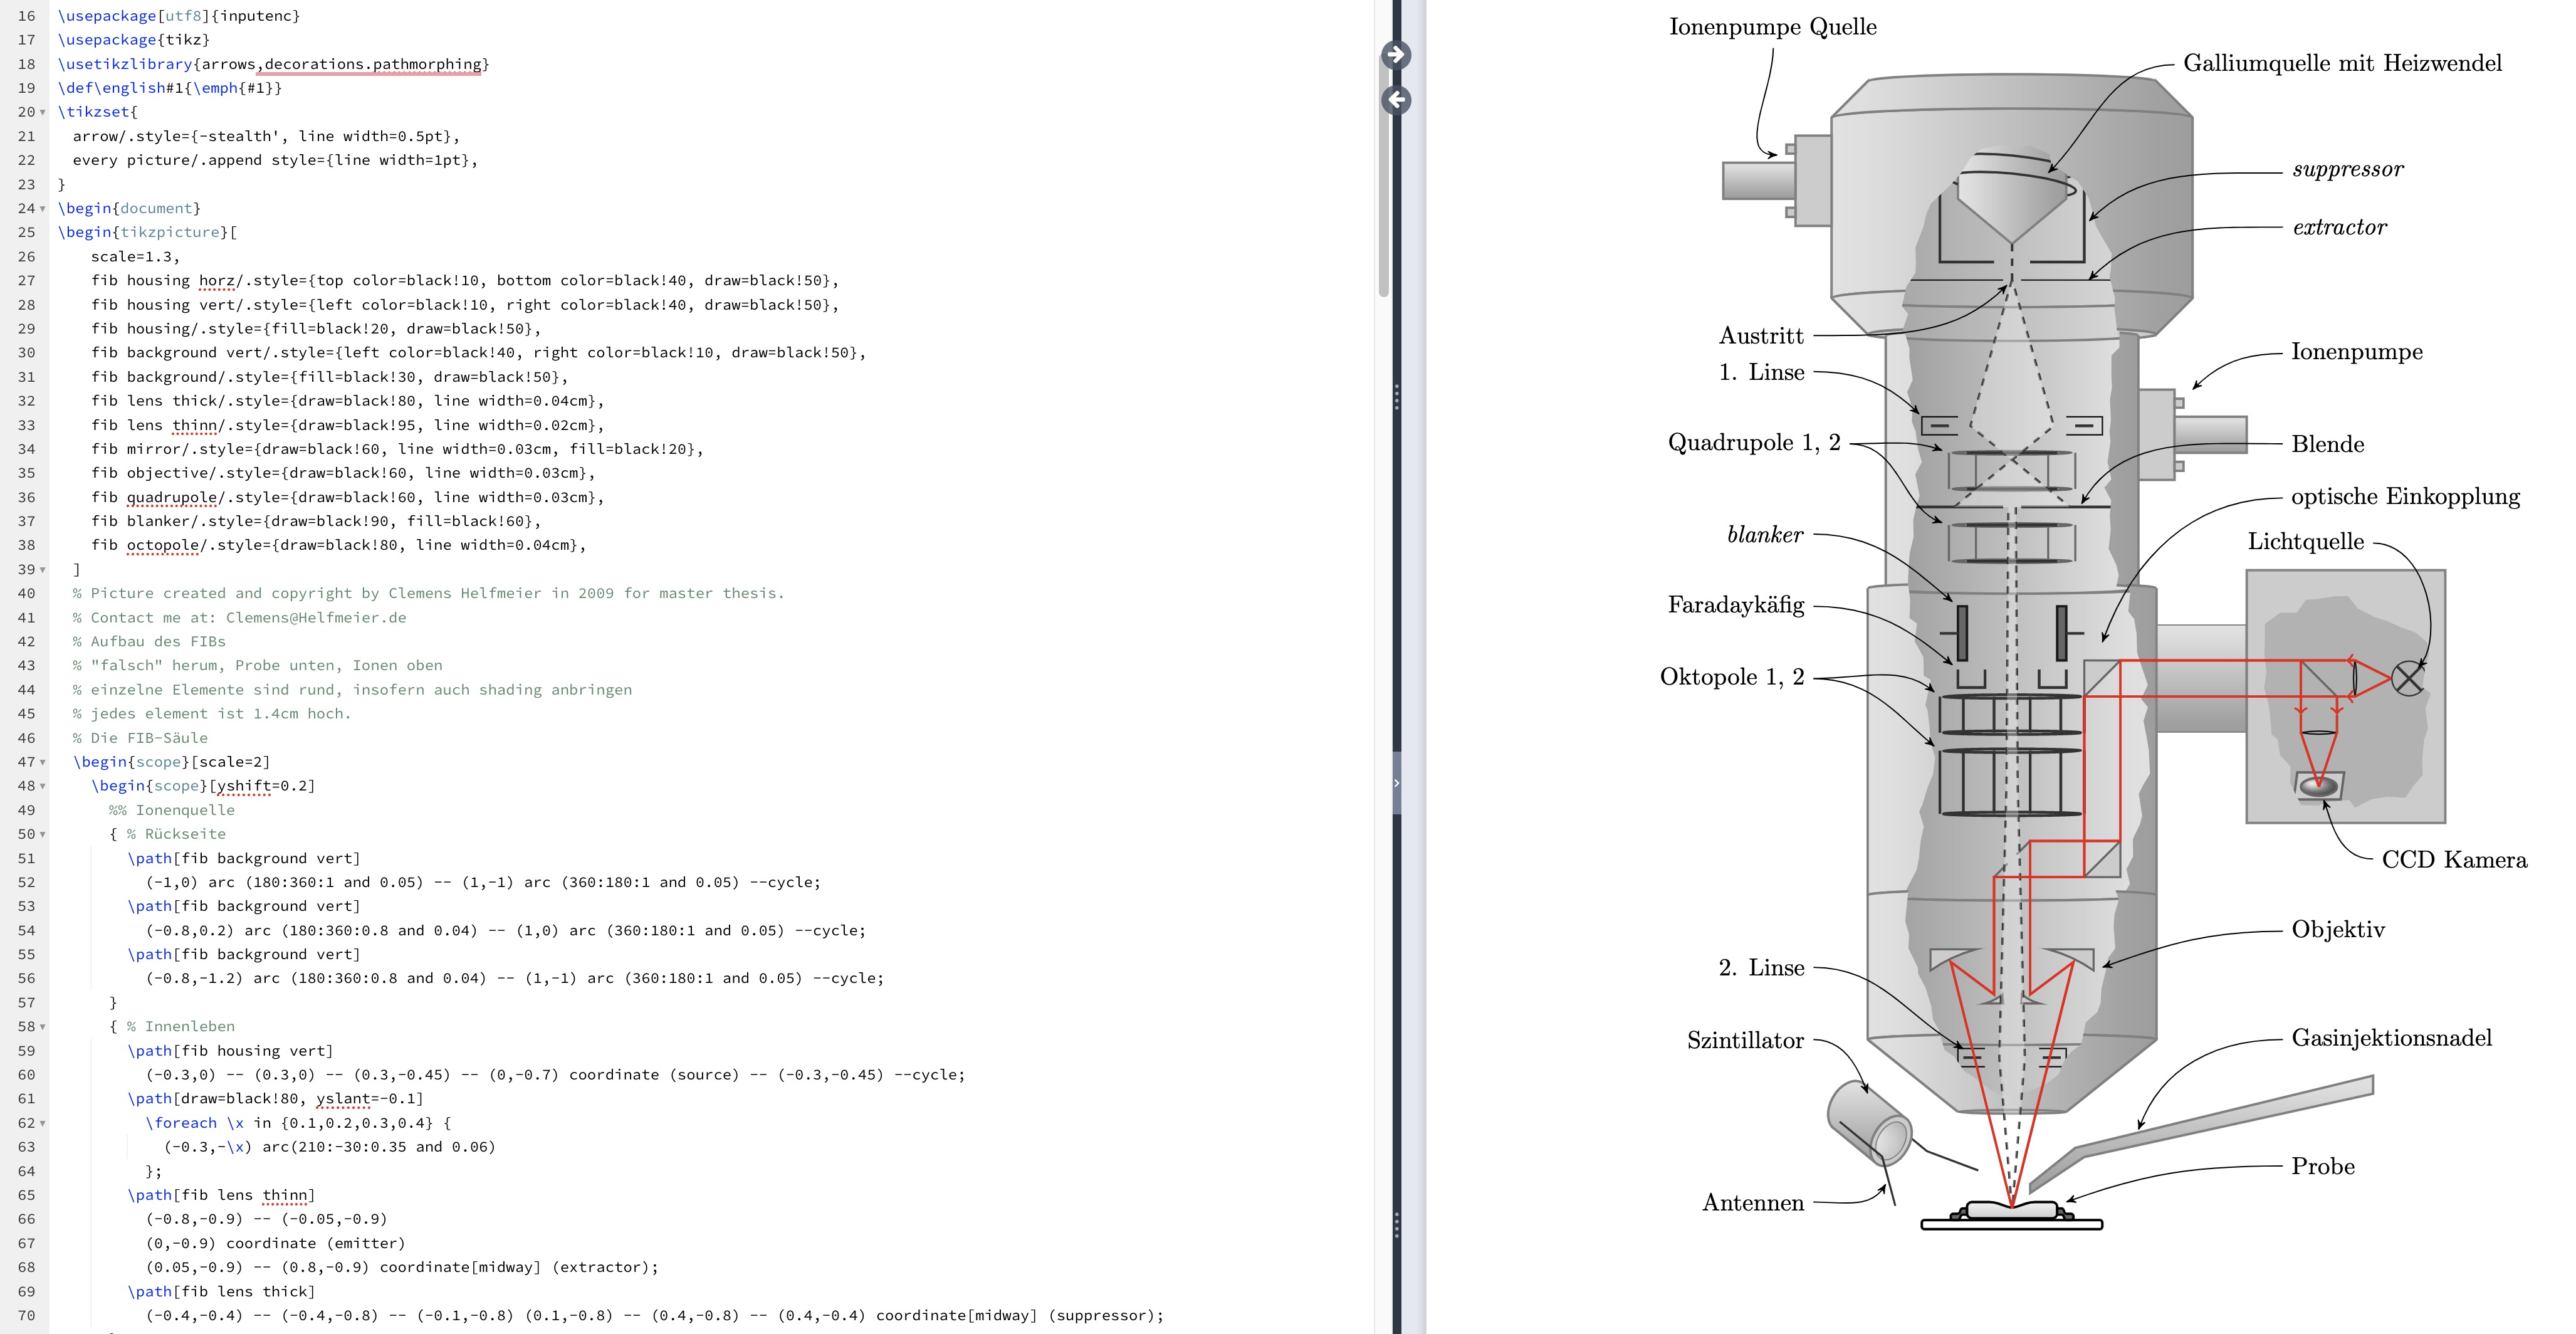 16 \usepackage[utf8]{inputenc}
17 \usepackage{tikz}
18 \usetikzlibrary{arrows,decorations.pathmorphing}
19 \def\english#1{\emph{#1}}
20 \tikzset{
21 arrow/.style={-stealth', line width=0.5pt},
22 every picture/.append style={line width=1pt},
23 }
24 \begin{document}
25 \begin{tikzpicture}[
26 scale=1.3,
27 fib housing horz/.style={top color=black!10, bottom color=black!40, draw=black!50},
28 fib housing vert/.style={left color=black!10, right color=black!40, draw=black!50},
29 fib housing/.style={fill=black!20, draw=black!50},
30 fib background vert/.style={left color=black!40, right color=black!10, draw=black!50},
31 fib background/.style={fill=black!30, draw=black!50},
32 fib lens thick/.style={draw=black!80, line width=0.04cm},
33 fib lens thinn/.style={draw=black!95, line width=0.02cm},
34 fib mirror/.style={draw=black!60, line width=0.03cm, fill=black!20},
35 fib objective/.style={draw=black!60, line width=0.03cm},
36 fib quadrupole/.style={draw=black!60, line width=0.03cm},
37 fib blanker/.style={draw=black!90, fill=black!60},
38 fib octopole/.style={draw=black!80, line width=0.04cm},
39 ]
40 % Picture created and copyright by Clemens Helfmeier in 2009 for master thesis.
41 % Contact me at: Clemens@Helfmeier.de
42 % Aufbau des FIBs
43 % "falsch" herum, Probe unten, Ionen oben
44 % einzelne Elemente sind rund, insofern auch shading anbringen
45 % jedes element ist 1.4cm hoch.
46 % Die FIB-Säule
47 \begin{scope}[scale=2]
48 \begin{scope}[yshift=0.2]
49 %% Ionenquelle
50 { % Rückseite
51 \path[fib background vert]
52 (-1,0) arc (180:360:1 and 0.05) -- (1,-1) arc (360:180:1 and 0.05) --cycle;
53 \path[fib background vert]
54 (-0.8,0.2) arc (180:360:0.8 and 0.04) -- (1,0) arc (360:180:1 and 0.05) --cycle;
55 \path[fib background vert]
56 (-0.8,-1.2) arc (180:360:0.8 and 0.04) -- (1,-1) arc (360:180:1 and 0.05) --cycle;
57 }
58 { % Innenleben
59 \path[fib housing vert]
60 (-0.3,0) -- (0.3,0) -- (0.3,-0.45) -- (0,-0.7) coordinate (source) -- (-0.3,-0.45) --cycle;
61 \path[draw=black!80, yslant=-0.1]
62 \foreach \x in {0.1,0.2,0.3,0.4} {
63 (-0.3,-\x) arc(210:-30:0.35 and 0.06)
64 };
65 \path[fib lens thinn]
66 (-0.8,-0.9) -- (-0.05,-0.9)
67 (0,-0.9) coordinate (emitter)
68 (0.05,-0.9) -- (0.8,-0.9) coordinate[midway] (extractor);
69 \path[fib lens thick]
70 (-0.4,-0.4) -- (-0.4,-0.8) -- (-0.1,-0.8) (0.1,-0.8) -- (0.4,-0.8) -- (0.4,-0.4) coordinate[midway] (suppressor);
Ionenpumpe Quelle
Galliumquelle mit Heizwendel
suppressor
extractor
Austritt
Ionenpumpe
1. Linse
Quadrupole 1, 2
Blende
optische Einkopplung
blanker
Lichtquelle
Faradaykäfig
Oktopole 1, 2
CCD Kamera
Objektiv
2. Linse
Szintillator
Gasinjektionsnadel
Probe
Antennen